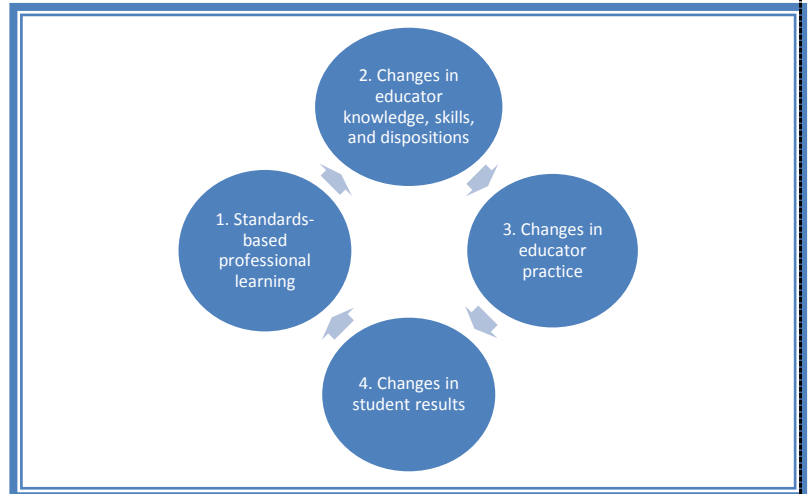 1. Standards-
based
professional
learning
2. Changes in
educator
knowledge, skills,
and dispositions
3. Changes in
educator
practice
4. Changes in
student results